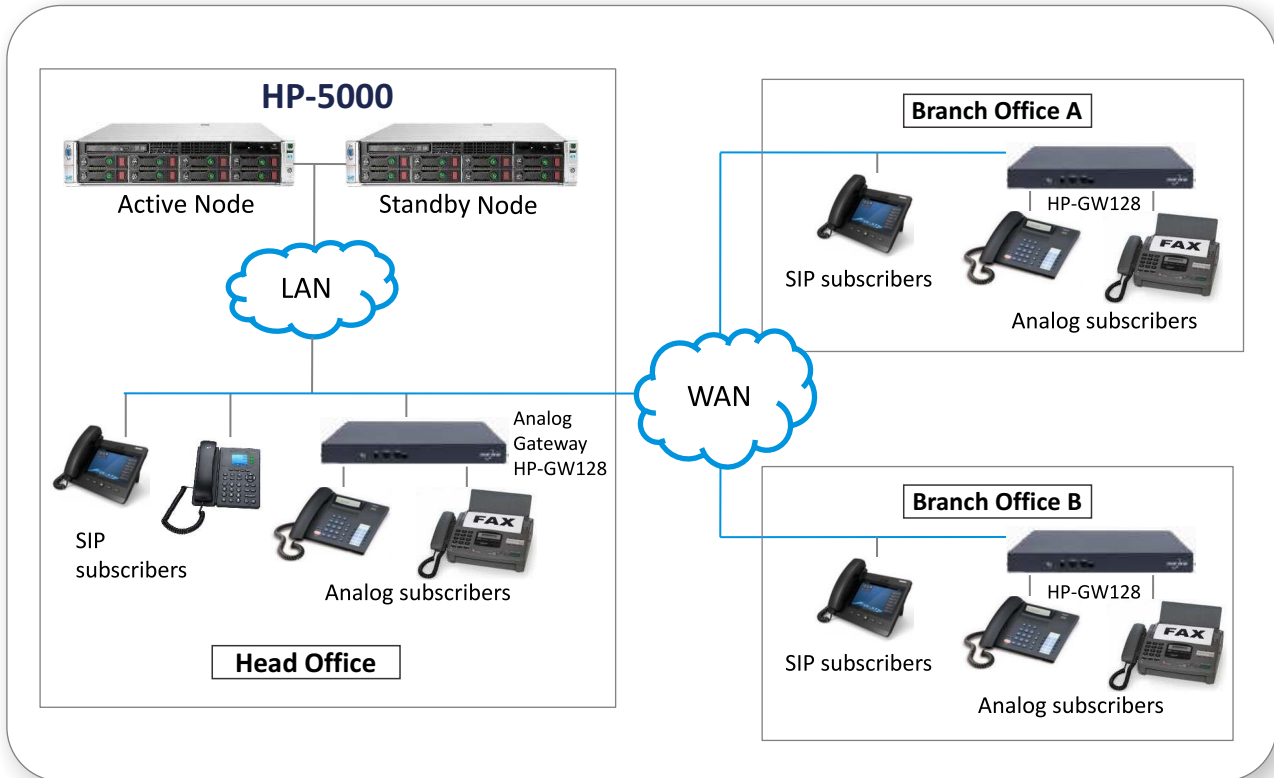 HP-5000
Active Node
Standby Node
LAN
Analog
Gateway
HP-GW128
SIP
subscribers
FAX
Analog subscribers
Head Office
WAN
Branch Office A
HP-GW128
FAX
SIP subscribers
Analog subscribers
Branch Office B
HP-GW128
FAX
SIP subscribers
Analog subscribers